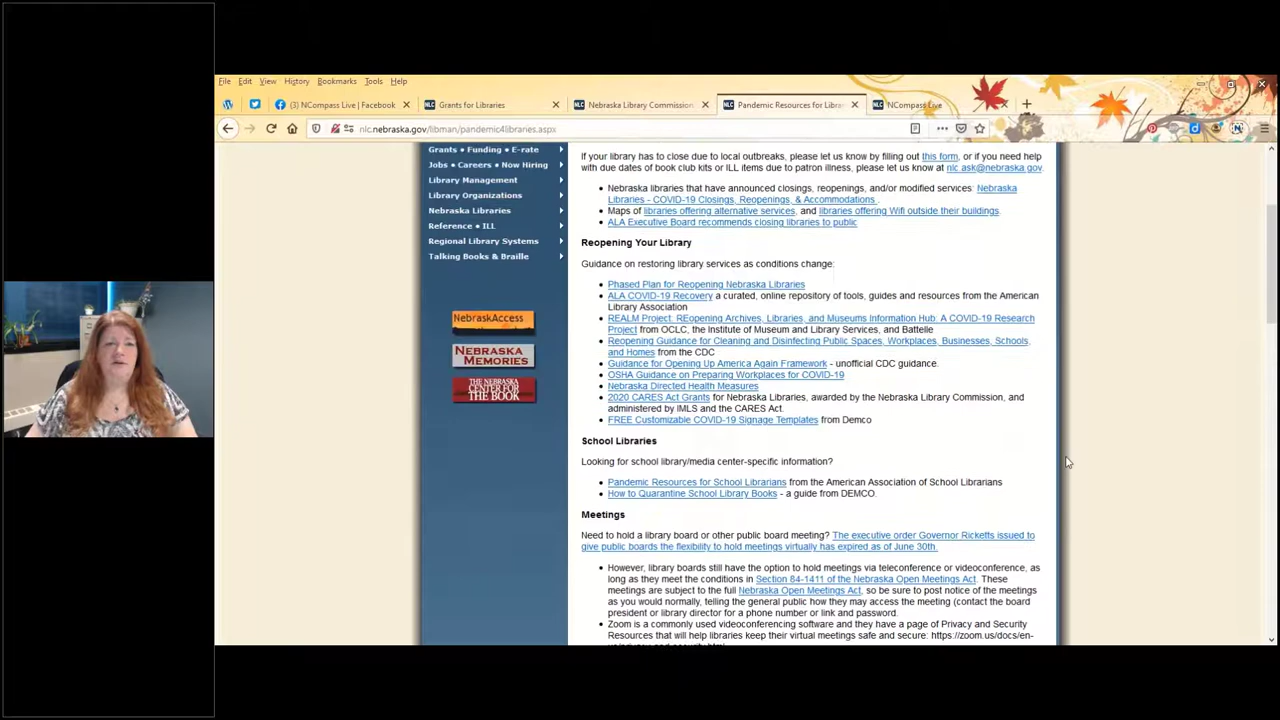 File Edit View History Bookmarks Tools Help
(3) NCompass Live | Facebook
Grants for Libraries
Nebraska Library Commission
Pandemic Resources for Librar
NCompass Live
nlc.nebraska.gov/libman/pandemic4libraries.aspx
Grants • Funding • E-rate
Jobs • Careers • Now Hiring
Library Management
Library Organizations
Nebraska Libraries
Reference • ILL
Regional Library Systems
Talking Books & Braille
NebraskAccess
NEBRASKA
MEMORIES
THE NEBRASKA
CENTER FOR
THE BOOK
If your library has to close due to local outbreaks, please let us know by filling out this form, or if you need help
with due dates of book club kits or ILL items due to patron illness, please let us know at nlc.ask@nebraska.gov.
• Nebraska libraries that have announced closings, reopenings, and/or modified services: Nebraska
Libraries - COVID-19 Closings, Reopenings, & Accommodations .
• Maps of libraries offering alternative services, and libraries offering Wifi outside their buildings.
• ALA Executive Board recommends closing libraries to public
Reopening Your Library
Guidance on restoring library services as conditions change:
• Phased Plan for Reopening Nebraska Libraries
• ALA COVID-19 Recovery a curated, online repository of tools, guides and resources from the American
Library Association
• REALM Project: REopening Archives, Libraries, and Museums Information Hub: A COVID-19 Research
Project from OCLC, the Institute of Museum and Library Services, and Battelle
• Reopening Guidance for Cleaning and Disinfecting Public Spaces, Workplaces, Businesses, Schools,
and Homes from the CDC
• Guidance for Opening Up America Again Framework - unofficial CDC guidance.
• OSHA Guidance on Preparing Workplaces for COVID-19
• Nebraska Directed Health Measures
• 2020 CARES Act Grants for Nebraska Libraries, awarded by the Nebraska Library Commission, and
administered by IMLS and the CARES Act.
• FREE Customizable COVID-19 Signage Templates from Demco
School Libraries
Looking for school library/media center-specific information?
• Pandemic Resources for School Librarians from the American Association of School Librarians
• How to Quarantine School Library Books - a guide from DEMCO.
Meetings
Need to hold a library board or other public board meeting? The executive order Governor Ricketts issued to
give public boards the flexibility to hold meetings virtually has expired as of June 30th.
• However, library boards still have the option to hold meetings via teleconference or videoconference, as
long as they meet the conditions in Section 84-1411 of the Nebraska Open Meetings Act. These
meetings are subject to the full Nebraska Open Meetings Act, so be sure to post notice of the meetings
as you would normally, telling the general public how they may access the meeting (contact the board
president or library director for a phone number or link and password.
• Zoom is a commonly used videoconferencing software and they have a page of Privacy and Security
Resources that will help libraries keep their virtual meetings safe and secure: https://zoom.us/docs/en-